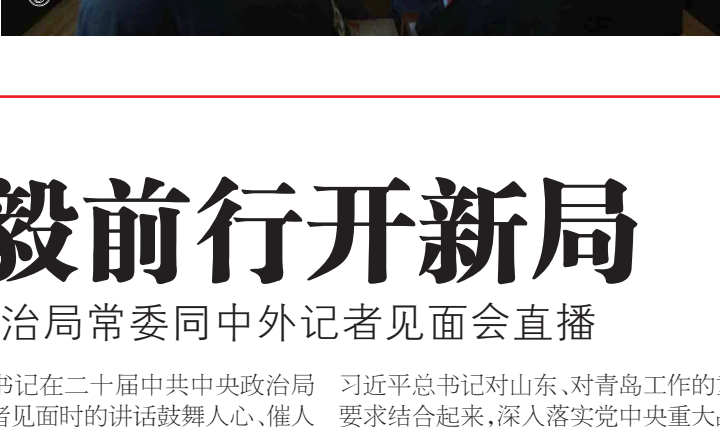 毅前行开新局
治局常委同中外记者见面会直播
书记在二十届中共中央政治局
者见面时的讲话鼓舞人心、催人
习近平总书记对山东、对青岛工作的重
要求结合起来，深入落实党中央重大战